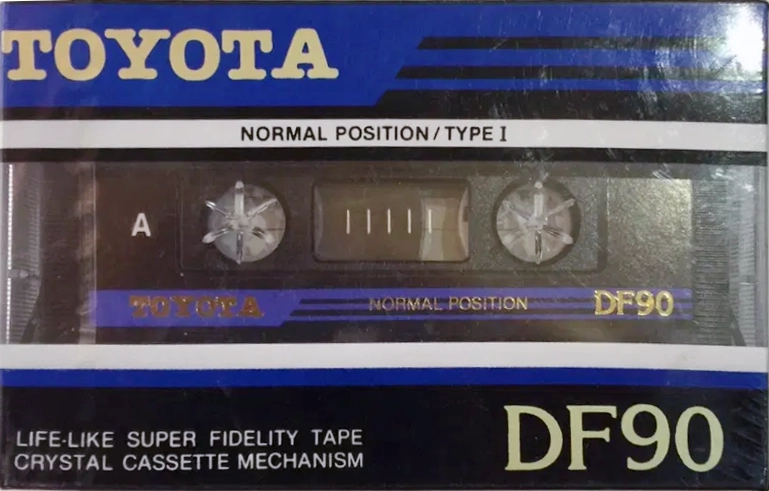 TOYOTA
NORMAL POSITION/TYPE I
A
TOYOTA NORMAL POSITION DF90
LIFE-LIKE SUPER FIDELITY TAPE
CRYSTAL CASSETTE MECHANISM
DF90